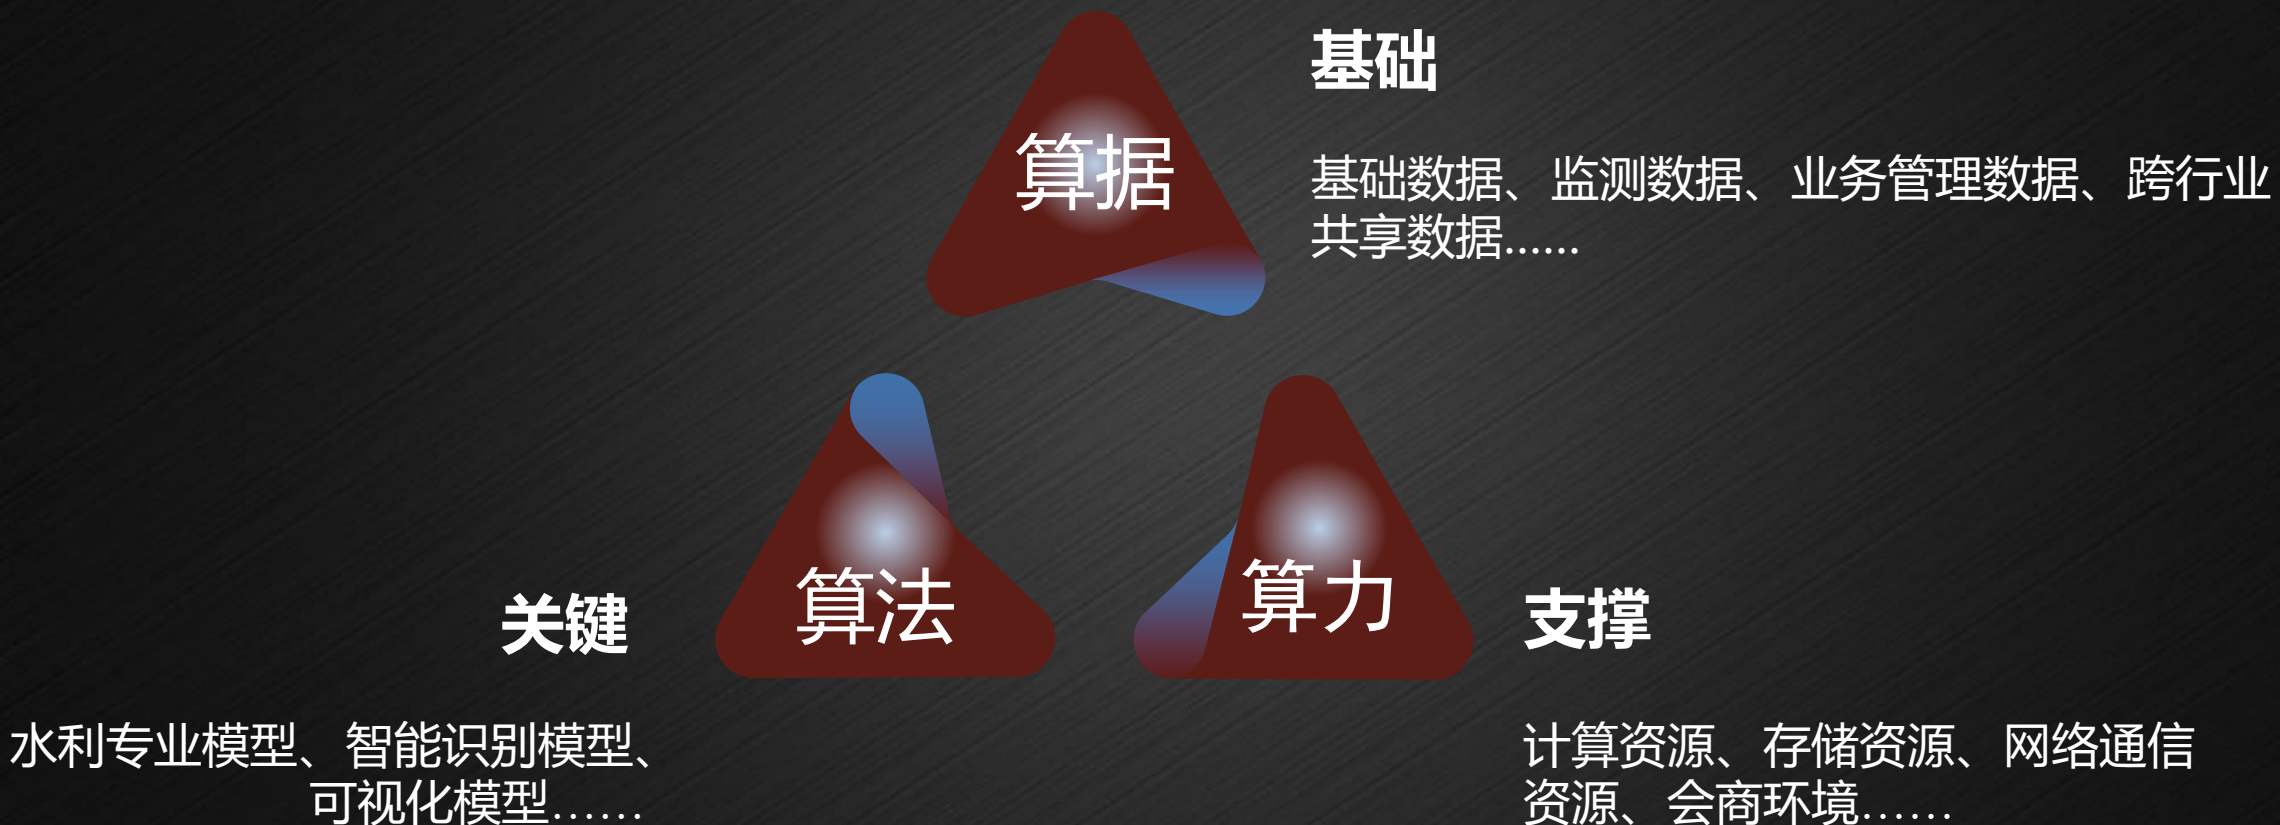 算据
基础
基础数据、监测数据、业务管理数据、跨行业
共享数据......
算法
关键
水利专业模型、智能识别模型、
可视化模型……
算力
支撑
计算资源、存储资源、网络通信
资源、会商环境……